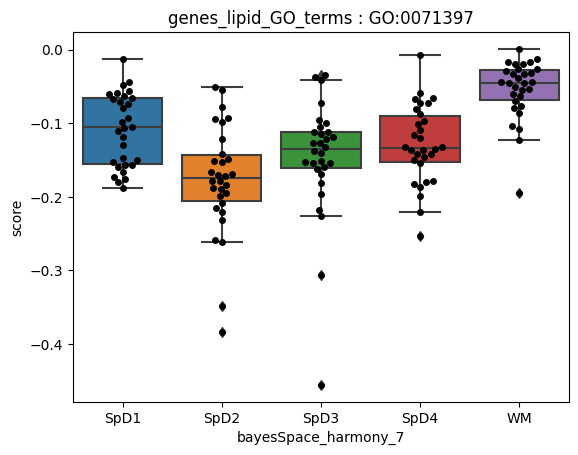 genes_lipid_GO_terms : GO:0071397
0.0
−0.1
−0.2
−0.3
−0.4
score
SpD1 SpD2 SpD3 SpD4 WM
bayesSpace_harmony_7